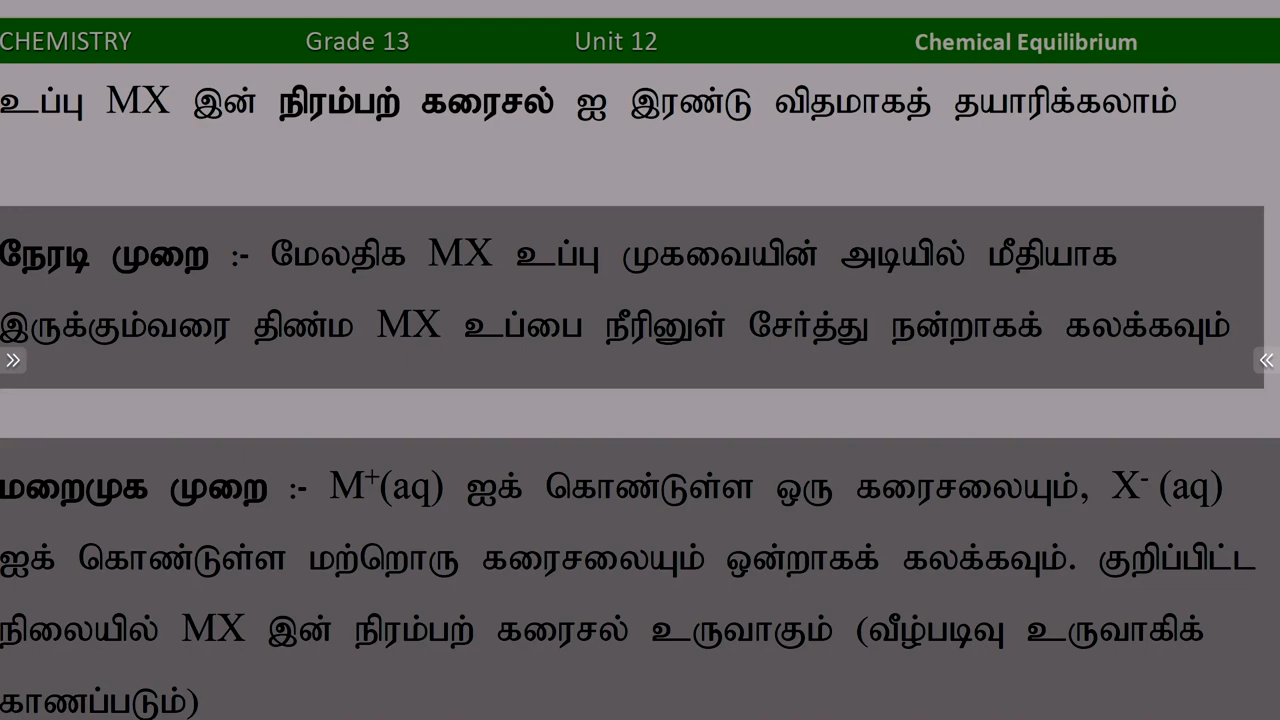 CHEMISTRY Grade 13 Unit 12 Chemical Equilibrium
உப்பு MX இன் நிரம்பற் கரைசல் ஐ இரண்டு விதமாகத் தயாரிக்கலாம்
நேரடி முறை :- மேலதிக MX உப்பு முகவையின் அடியில் மீதியாக
இருக்கும்வரை திண்ம MX உப்பை நீரினுள் சேர்த்து நன்றாகக் கலக்கவும்
மறைமுக முறை :- M⁺(aq) ஐக் கொண்டுள்ள ஒரு கரைசலையும், X⁻ (aq)
ஐக் கொண்டுள்ள மற்றொரு கரைசலையும் ஒன்றாகக் கலக்கவும். குறிப்பிட்ட
நிலையில் MX இன் நிரம்பற் கரைசல் உருவாகும் (வீழ்படிவு உருவாகிக்
காணப்படும்)